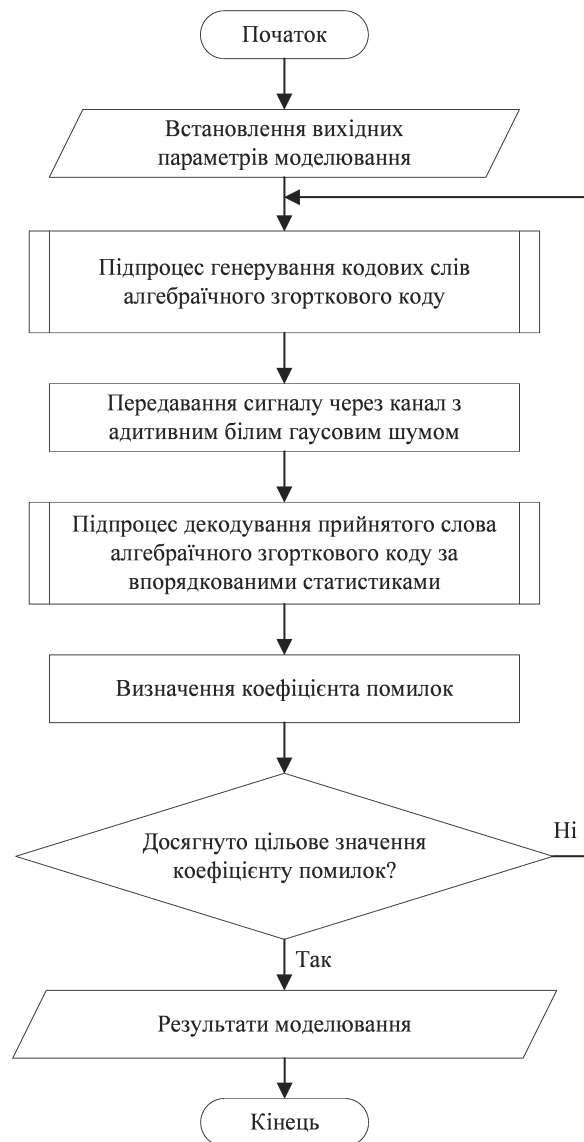 Початок
Встановлення вихідних
параметрів моделювання
Підпроцес генерування кодових слів
алгебраїчного згорткового коду
Передавання сигналу через канал з
адитивним білим гаусовим шумом
Підпроцес декодування прийнятого слова
алгебраїчного згорткового коду за
впорядкованими статистиками
Визначення коефіцієнта помилок
Досягнуто цільове значення
коефіцієнту помилок?
Ні
Так
Результати моделювання
Кінець